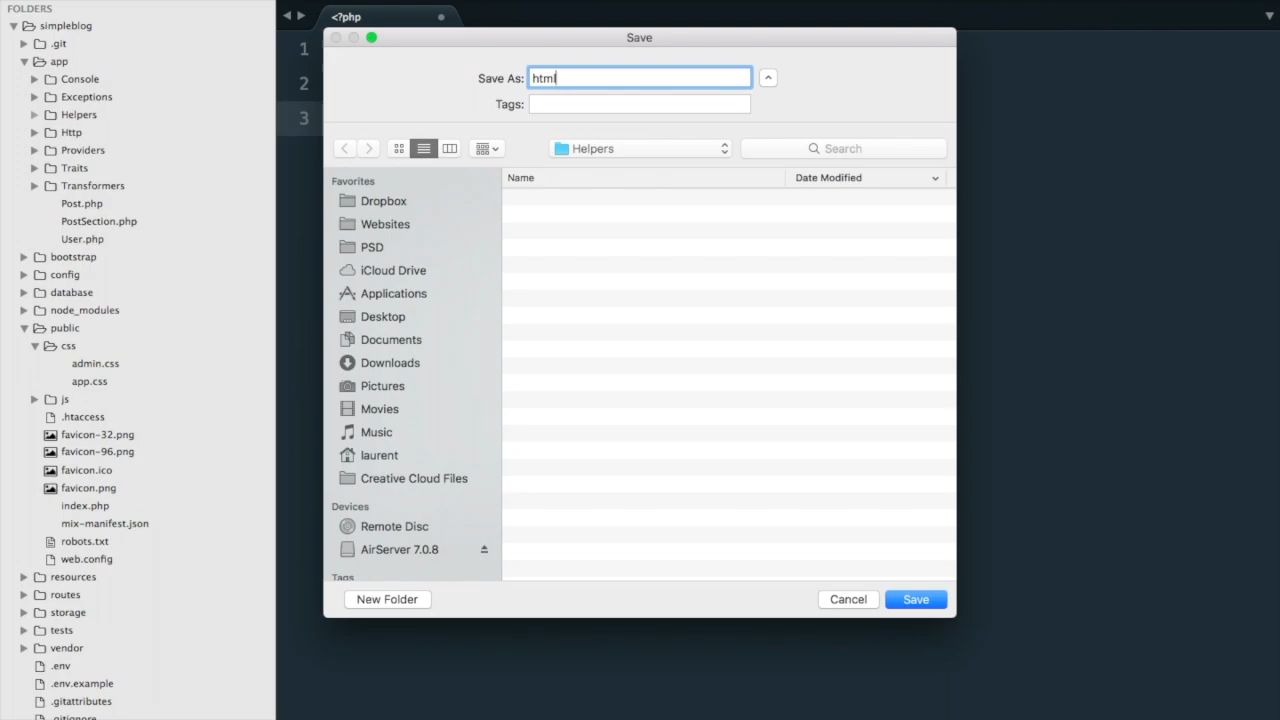 FOLDERS
simpleblog
.git
app
Console
Exceptions
Helpers
Http
Providers
Traits
Transformers
Post.php
PostSection.php
User.php
bootstrap
config
database
node_modules
public
css
admin.css
app.css
js
.htaccess
favicon-32.png
favicon-96.png
favicon.ico
favicon.png
index.php
mix-manifest.json
robots.txt
web.config
resources
routes
storage
tests
vendor
.env
.env.example
.gitattributes
.gitignore
<?php
1
2
3
Save
Save As: html
Tags:
Helpers
Search
Name Date Modified
Favorites
Dropbox
Websites
PSD
iCloud Drive
Applications
Desktop
Documents
Downloads
Pictures
Movies
Music
laurent
Creative Cloud Files
Devices
Remote Disc
AirServer 7.0.8
Tags
New Folder Cancel Save